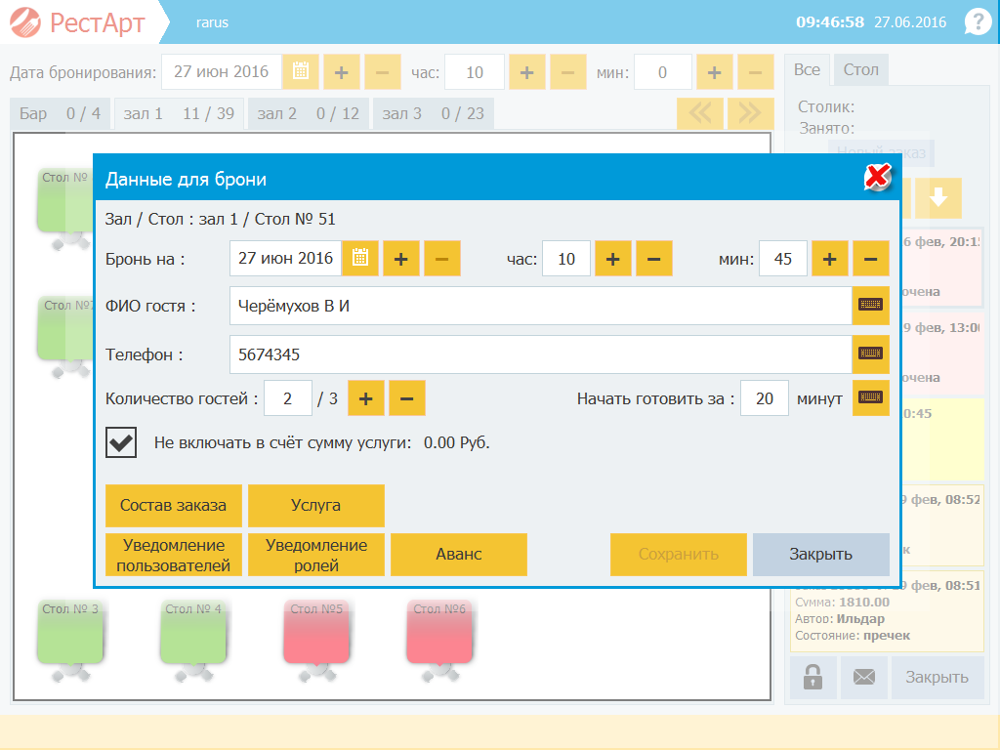 РестАрт
rarus
09:46:58 27.06.2016
?
Дата бронирования: 27 июн 2016 + − час: 10 + − мин: 0 + −
Все Стол
Бар 0 / 4 зал 1 11 / 39 зал 2 0 / 12 зал 3 0 / 23
Столик:
Занято:
Новый заказ
Стол №
Стол №
Данные для брони
Зал / Стол : зал 1 / Стол № 51
Бронь на : 27 июн 2016 + − час: 10 + − мин: 45 + −
ФИО гостя : Черёмухов В И
Телефон : 5674345
Количество гостей : 2 / 3 + − Начать готовить за : 20 минут
Не включать в счёт сумму услуги: 0.00 Руб.
Состав заказа Услуга
Уведомление пользователей
Уведомление ролей
Аванс
Сохранить Закрыть
6 фев, 20:1
очена
9 фев, 13:00
очена
0:45
9 фев, 08:52
к
9 фев, 08:51
Сумма: 1810.00
Автор: Ильдар
Состояние: пречек
Стол № 3 Стол № 4 Стол №5 Стол №6
Закрыть